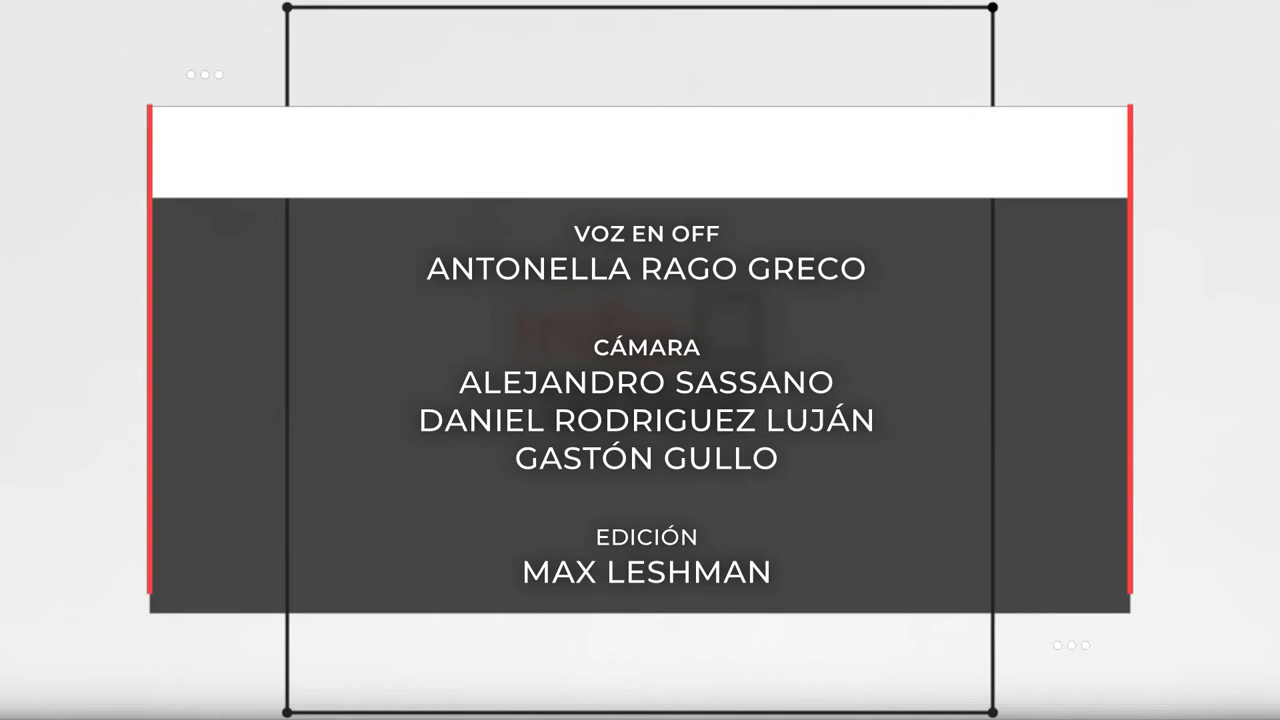 VOZ EN OFF
ANTONELLA RAGO GRECO
CÁMARA
ALEJANDRO SASSANO
DANIEL RODRIGUEZ LUJÁN
GASTÓN GULLO
EDICIÓN
MAX LESHMAN